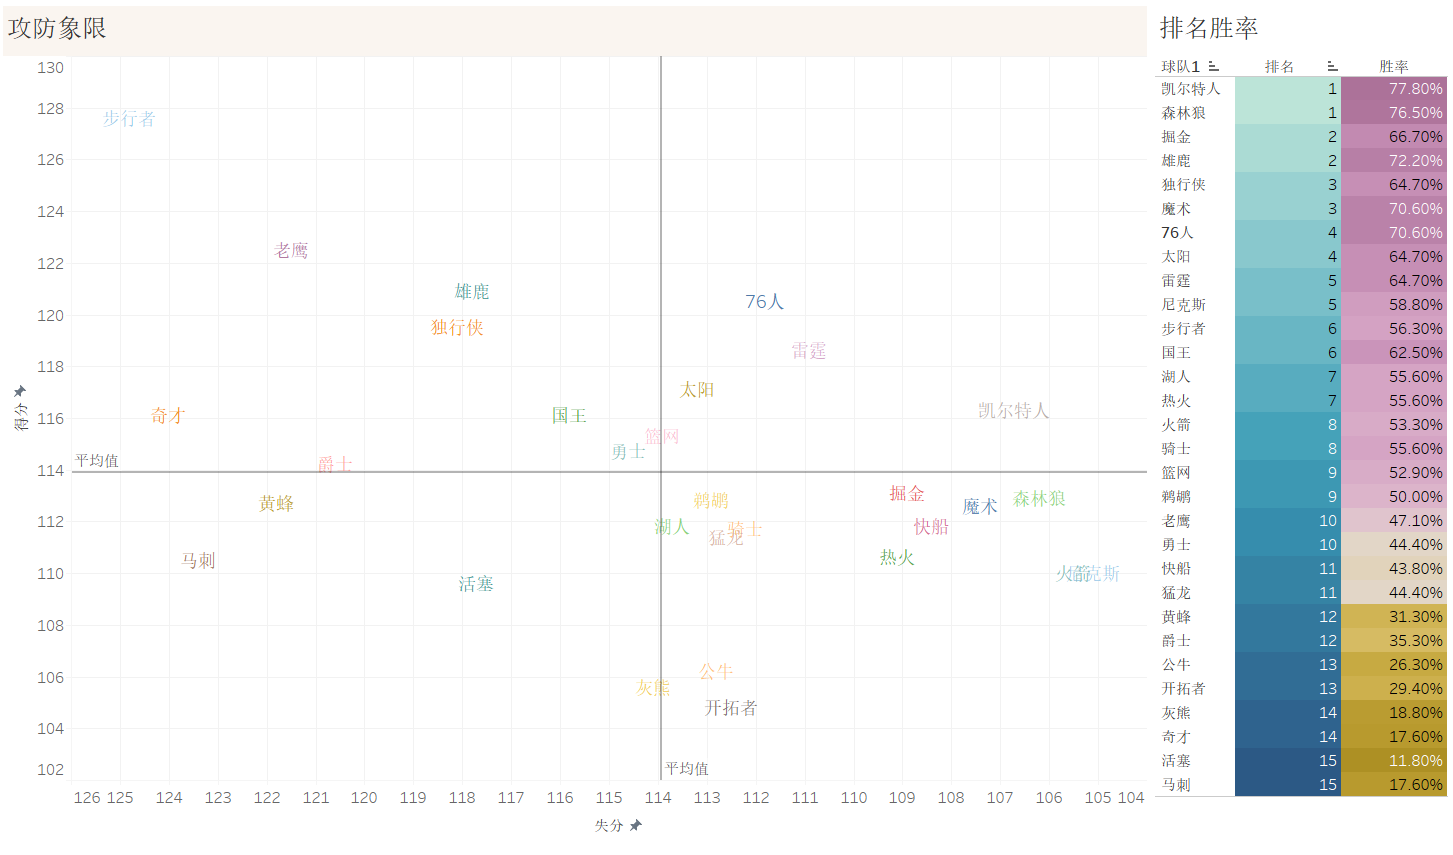 攻防象限
130
128
步行者
126
124
老鹰
122
雄鹿
76人
120
独行侠
雷霆
118
太阳
116
奇才
国王
凯尔特人
篮网
勇士
得分
平均值
爵士
114
掘金
森林狼
黄蜂
鹈鹕
魔术
112
湖人
骑士
快船
猛龙
马刺
热火
110
火箭
尼克斯
活塞
108
106
公牛
灰熊
开拓者
104
102
平均值
126 125 124 123 122 121 120 119 118 117 116 115 114 113 112 111 110 109 108 107 106 105 104
失分
排名胜率
球队1 排名 胜率
凯尔特人 1 77.80%
森林狼 1 76.50%
掘金 2 66.70%
雄鹿 2 72.20%
独行侠 3 64.70%
魔术 3 70.60%
76人 4 70.60%
太阳 4 64.70%
雷霆 5 64.70%
尼克斯 5 58.80%
步行者 6 56.30%
国王 6 62.50%
湖人 7 55.60%
热火 7 55.60%
火箭 8 53.30%
骑士 8 55.60%
篮网 9 52.90%
鹈鹕 9 50.00%
老鹰 10 47.10%
勇士 10 44.40%
快船 11 43.80%
猛龙 11 44.40%
黄蜂 12 31.30%
爵士 12 35.30%
公牛 13 26.30%
开拓者 13 29.40%
灰熊 14 18.80%
奇才 14 17.60%
活塞 15 11.80%
马刺 15 17.60%